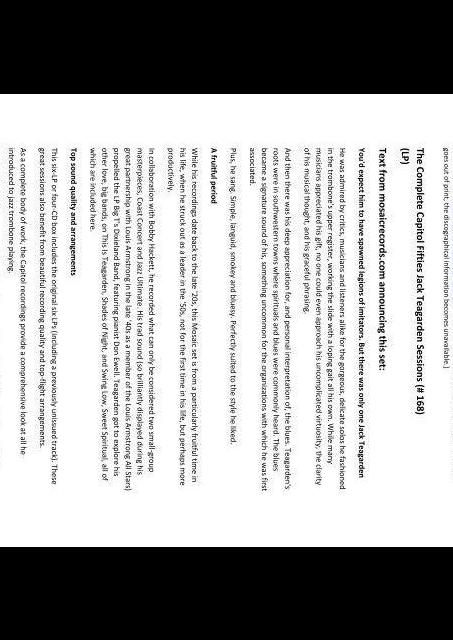 goes out of print, the discographical information becomes unavailable.]
The Complete Capitol Fifties Jack Teagarden Sessions (# 168)
(LP)
Text from mosaicrecords.com announcing this set:
You'd expect him to have spawned regions of imitators. But there was only one Jack Teagarden
He was admired by critics, musicians and listeners alike for the gorgeous, delicate solos he fashioned
in the trombone's upper register, working the slide with a loping gait all his own. While many
musicians appreciated his gift, no one could even approach his uncomplicated virtuosity, the clarity
of his musical thought, and his graceful phrasing.
And then there was his deep appreciation for, and personal interpretation of, the blues. Teagarden's
roots were in southwestern towns where spirituals and blues were commonly heard. The blues
became a signature sound of his, something uncommon for the organizations with which he was first
associated.
Plus, he sang. Simple, languid, smokey and bluesy. Perfectly suited to the style he liked.
A fruitful period
While his recordings date back to the late '20s, this Mosaic set is from a particularly fruitful time in
his life, when he struck out as a leader in the '50s, not for the first time in his life, but perhaps more
productively.
In collaboration with Bobby Hackett, he recorded what can only be considered two small-group
masterpieces, Coast Concert and Jazz Ultimate. His Dixieland sound (so brilliantly displayed during his
great partnership with Louis Armstrong in the late '40s as a member of the Louis Armstrong All Stars)
propelled the LP Big T's Dixieland Band, featuring pianist Don Ewell. Teagarden got to explore his
other love, big bands, on This Is Teagarden, Shades of Night, and Swing Low, Sweet Spiritual, all of
which are included here.
Top sound quality and arrangements
This six-LP or four-CD box includes the original six LPs (including a previously unissued track). These
great sessions also benefit from beautiful recording quality and top-flight arrangements.
As a complete body of work, the Capitol recordings provide a comprehensive look at all he
introduced to jazz trombone playing.